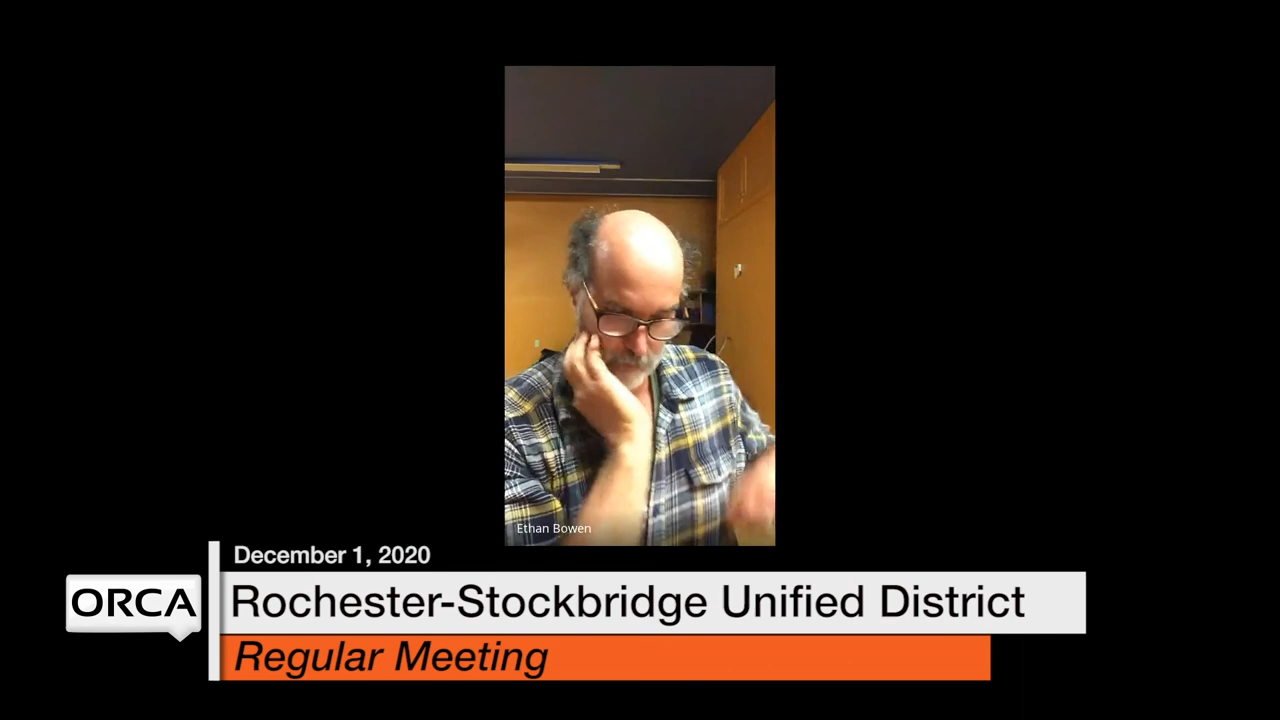 Ethan Bowen
December 1, 2020
ORCA
Rochester-Stockbridge Unified District
Regular Meeting